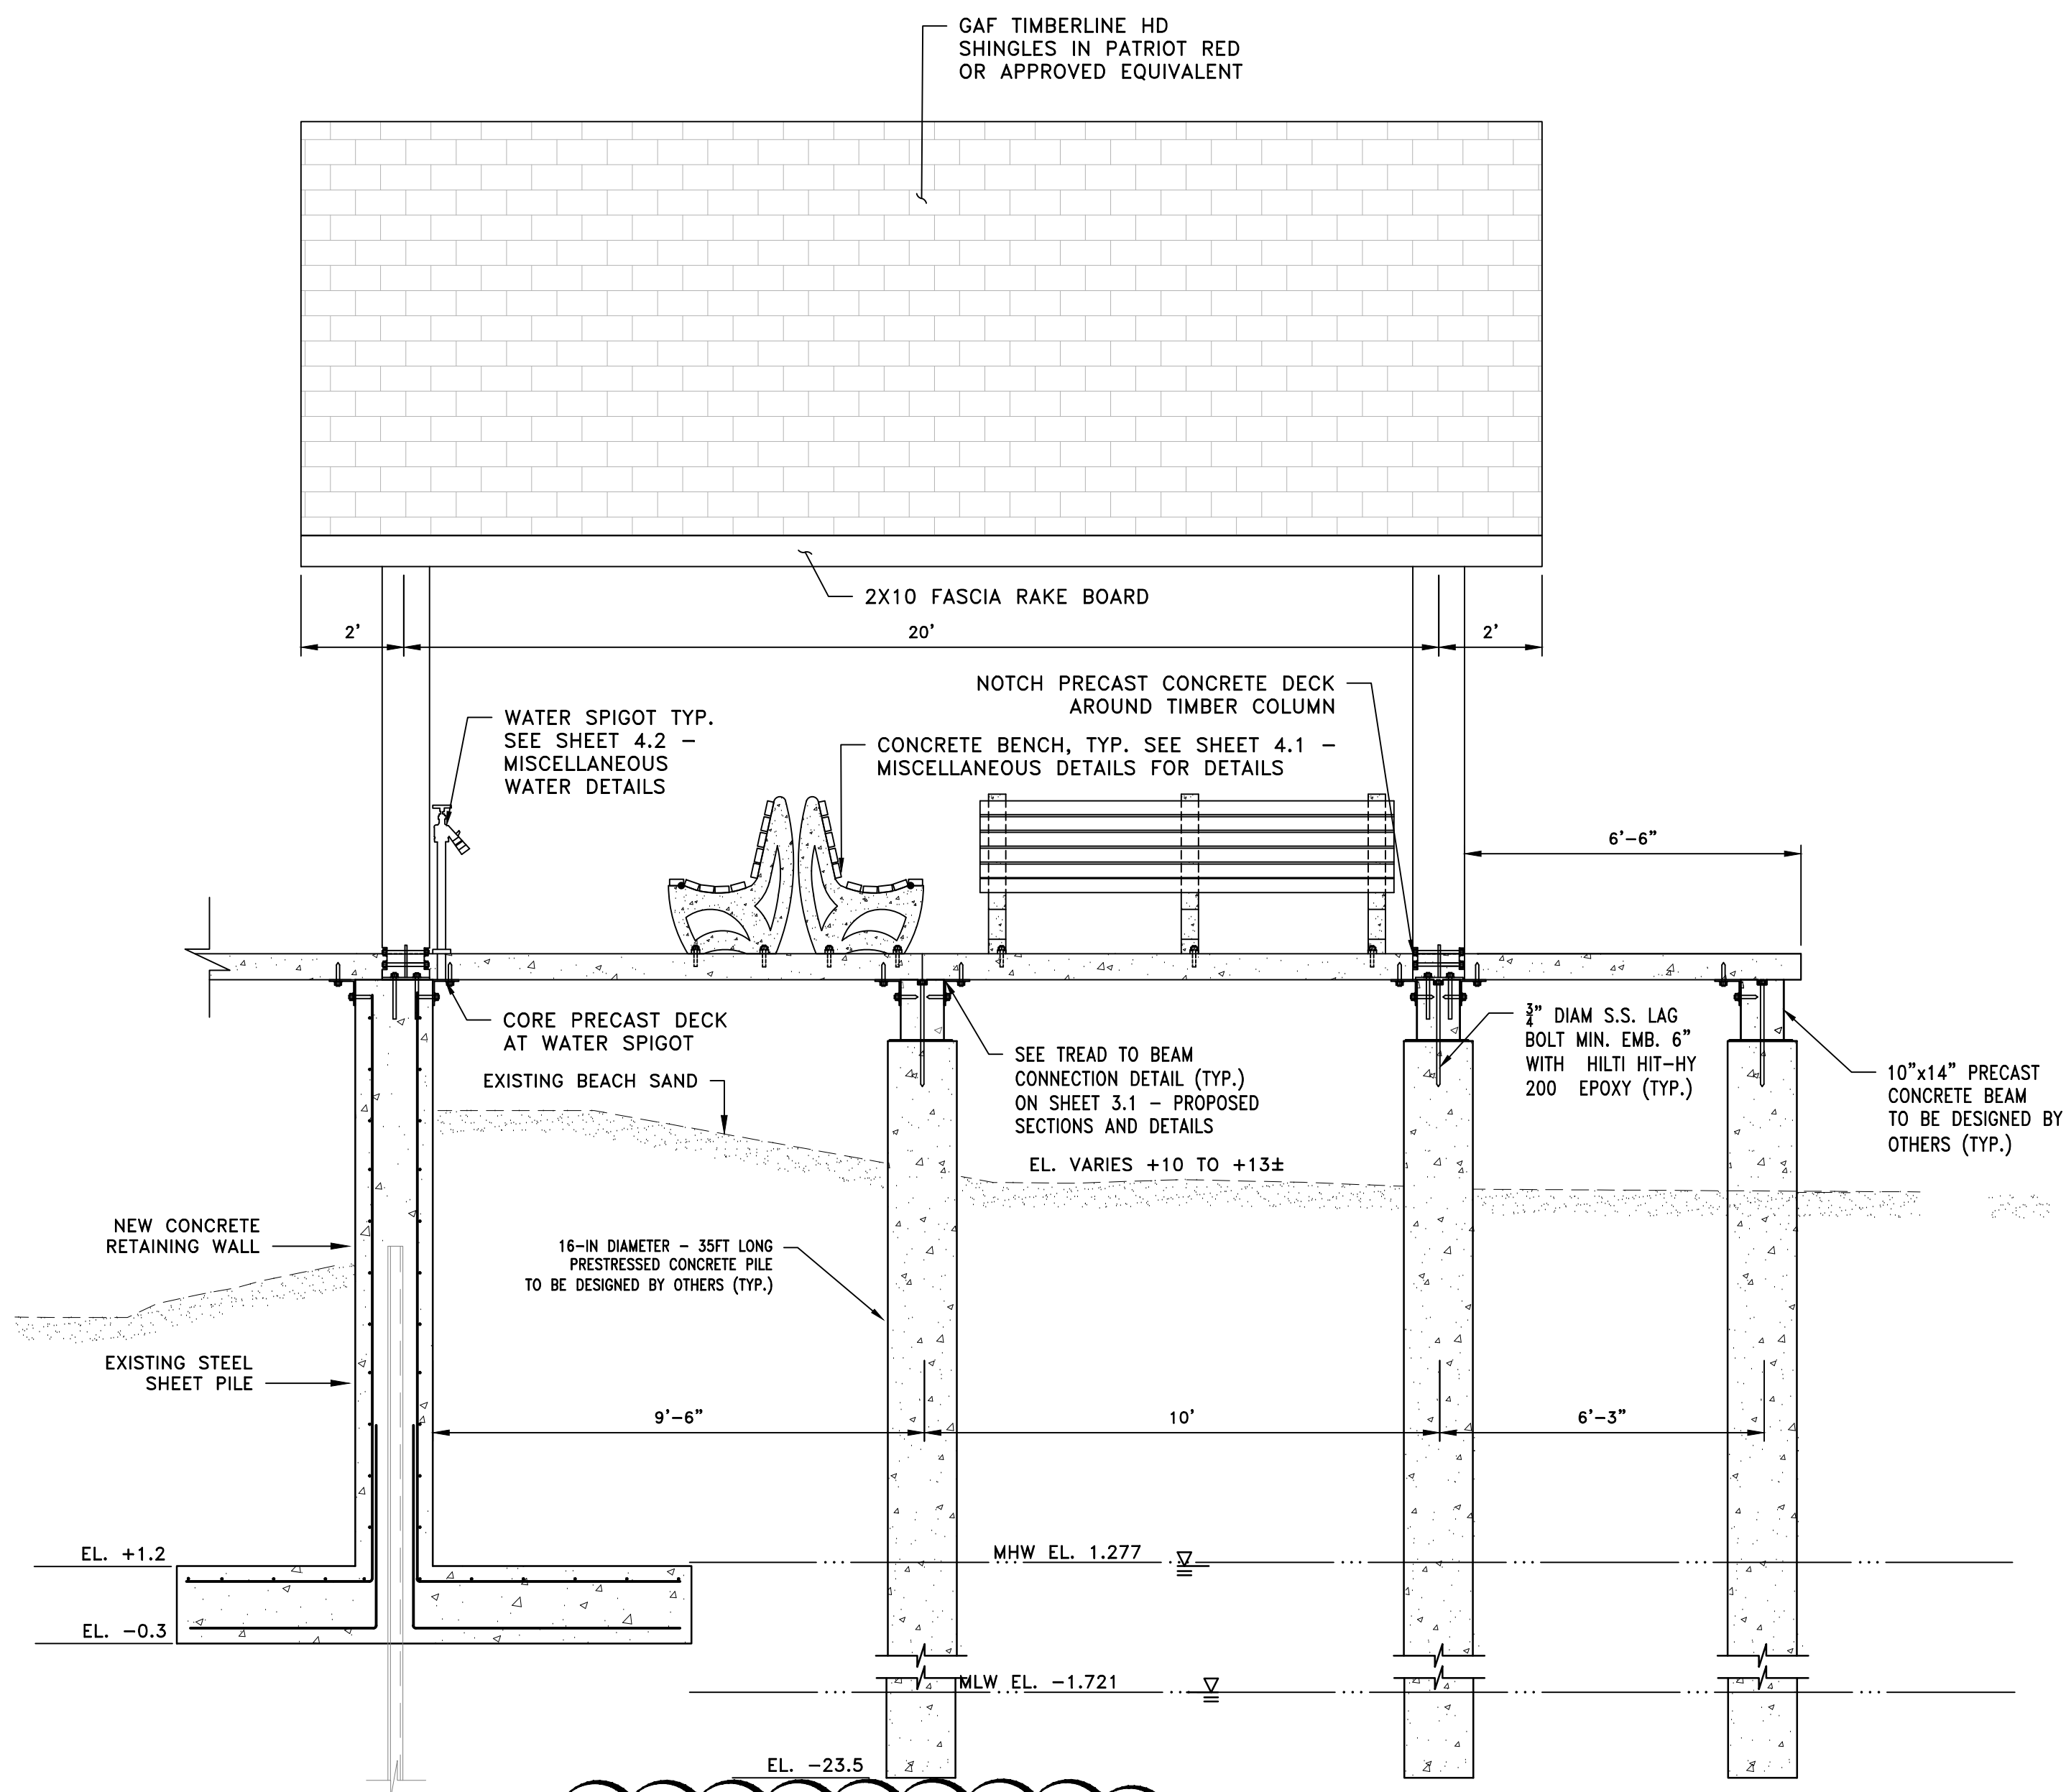 GAF TIMBERLINE HD
SHINGLES IN PATRIOT RED
OR APPROVED EQUIVALENT
2X10 FASCIA RAKE BOARD
2'
20'
2'
NOTCH PRECAST CONCRETE DECK
AROUND TIMBER COLUMN
WATER SPIGOT TYP.
SEE SHEET 4.2 –
MISCELLANEOUS
WATER DETAILS
CONCRETE BENCH, TYP. SEE SHEET 4.1 –
MISCELLANEOUS DETAILS FOR DETAILS
6'-6"
CORE PRECAST DECK
AT WATER SPIGOT
EXISTING BEACH SAND
SEE TREAD TO BEAM
CONNECTION DETAIL (TYP.)
ON SHEET 3.1 – PROPOSED
SECTIONS AND DETAILS
3/4" DIAM S.S. LAG
BOLT MIN. EMB. 6"
WITH HILTI HIT-HY
200 EPOXY (TYP.)
10"x14" PRECAST
CONCRETE BEAM
TO BE DESIGNED BY
OTHERS (TYP.)
EL. VARIES +10 TO +13±
NEW CONCRETE
RETAINING WALL
16-IN DIAMETER – 35FT LONG
PRESTRESSED CONCRETE PILE
TO BE DESIGNED BY OTHERS (TYP.)
EXISTING STEEL
SHEET PILE
9'-6"
10'
6'-3"
EL. +1.2
MHW EL. 1.277
EL. -0.3
MLW EL. -1.721
EL. -23.5